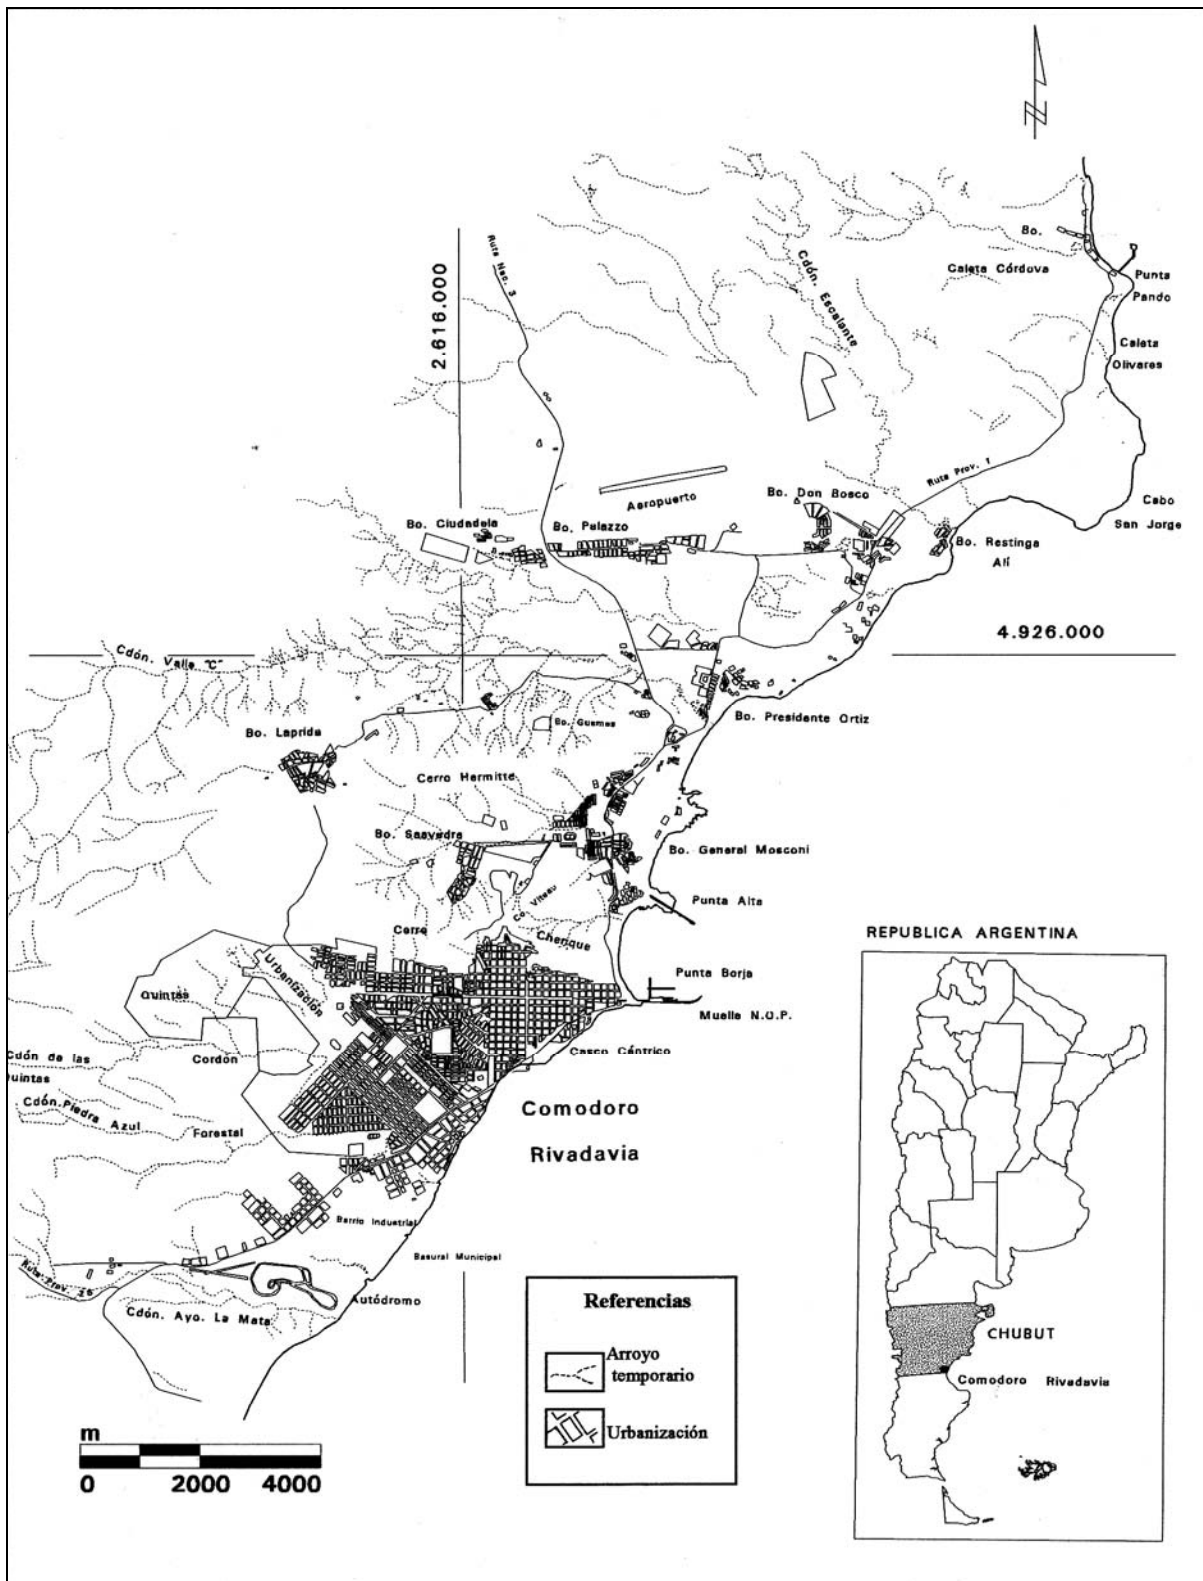 N
Bo.
Caleta Córdova
Punta
Pando
Caleta
Olivares
Cdón. Escalante
Ruta Nac. 3
2.616.000
Ruta Prov. 1
Cabo
San Jorge
Aeropuerto
Bo. Don Bosco
Bo. Ciudadela
Bo. Palazzo
Bo. Restinga
Alí
4.926.000
Cdón. Valle "C"
Bo. Laprida
Bo. Guemes
Bo. Presidente Ortiz
Cerro Hermitte
Bo. Saavedra
Bo. General Mosconi
Co. Viteau
Punta Alta
Cerro
Chenque
Urbanización
Quintas
Punta Borja
Muelle N.O.P.
Cordón
Casco Céntrico
Cdón de las
uintas
Cdón. Piedra Azul
Forestal
Comodoro
Rivadavia
Barrio Industrial
Basural Municipal
Ruta Prov. 26
Autódromo
Cdón. Ayo. La Mata
m
0 2000 4000
Referencias
Arroyo
temporario
Urbanización
REPUBLICA ARGENTINA
CHUBUT
Comodoro Rivadavia